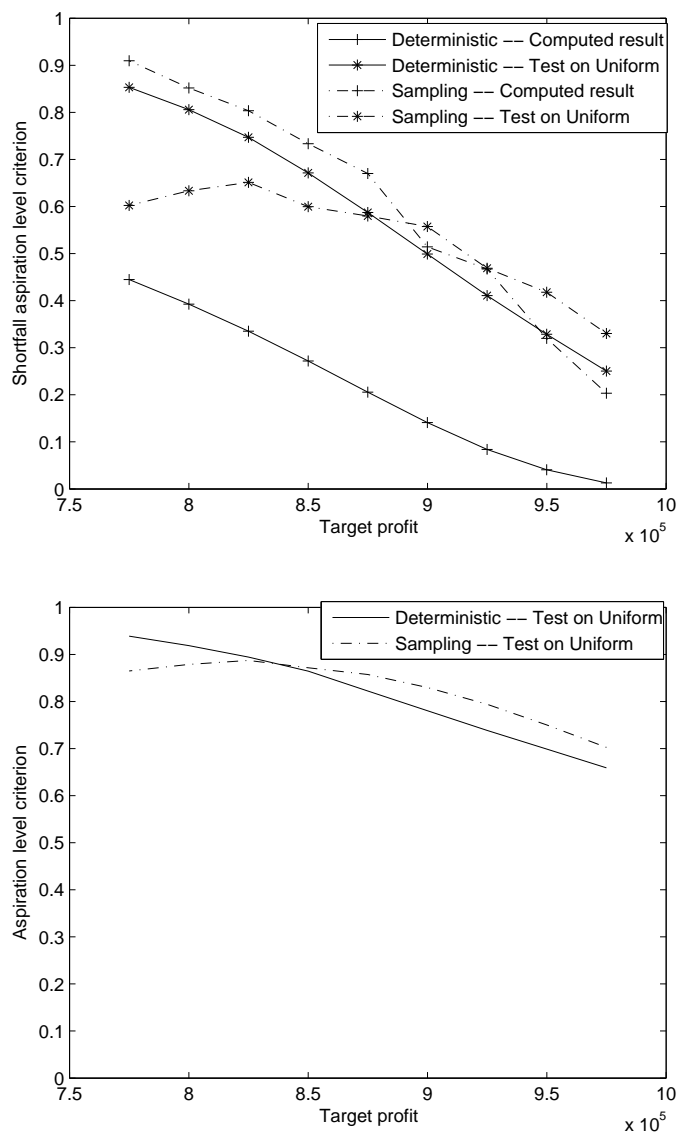 1
0.9
0.8
0.7
0.6
0.5
0.4
0.3
0.2
0.1
0
Shortfall aspiration level criterion
Deterministic −− Computed result
Deterministic −− Test on Uniform
Sampling −− Computed result
Sampling −− Test on Uniform
7.5 8 8.5 9 9.5 10
Target profit
x 10^5
1
0.9
0.8
0.7
0.6
0.5
0.4
0.3
0.2
0.1
0
Aspiration level criterion
Deterministic −− Test on Uniform
Sampling −− Test on Uniform
7.5 8 8.5 9 9.5 10
Target profit
x 10^5